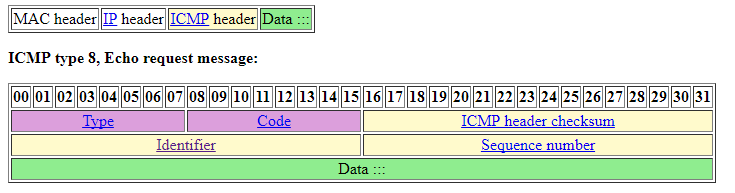 MAC header IP header ICMP header Data :::
ICMP type 8, Echo request message:
00 01 02 03 04 05 06 07 08 09 10 11 12 13 14 15 16 17 18 19 20 21 22 23 24 25 26 27 28 29 30 31
Type Code ICMP header checksum
Identifier Sequence number
Data :::